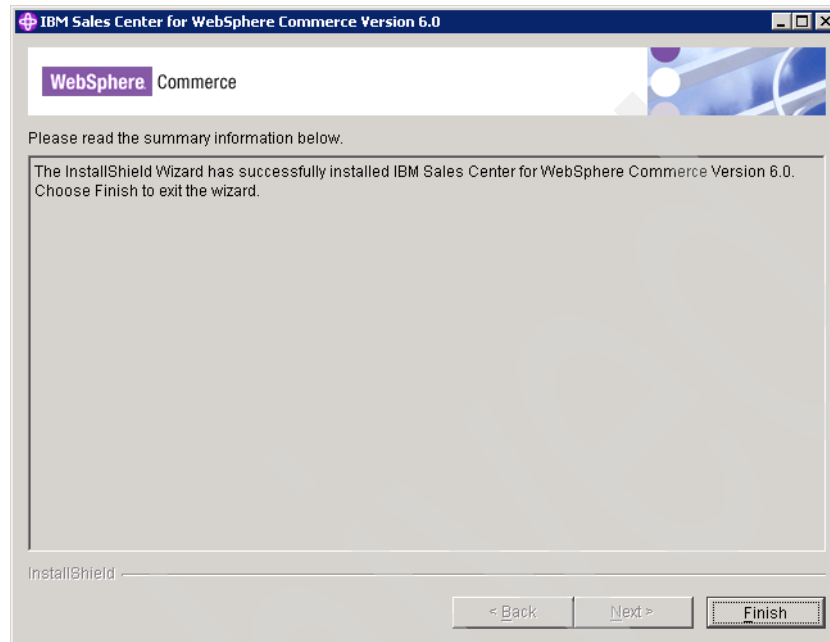 IBM Sales Center for WebSphere Commerce Version 6.0
WebSphere. Commerce
Please read the summary information below.
The InstallShield Wizard has successfully installed IBM Sales Center for WebSphere Commerce Version 6.0.
Choose Finish to exit the wizard.
InstallShield
< Back Next > Finish